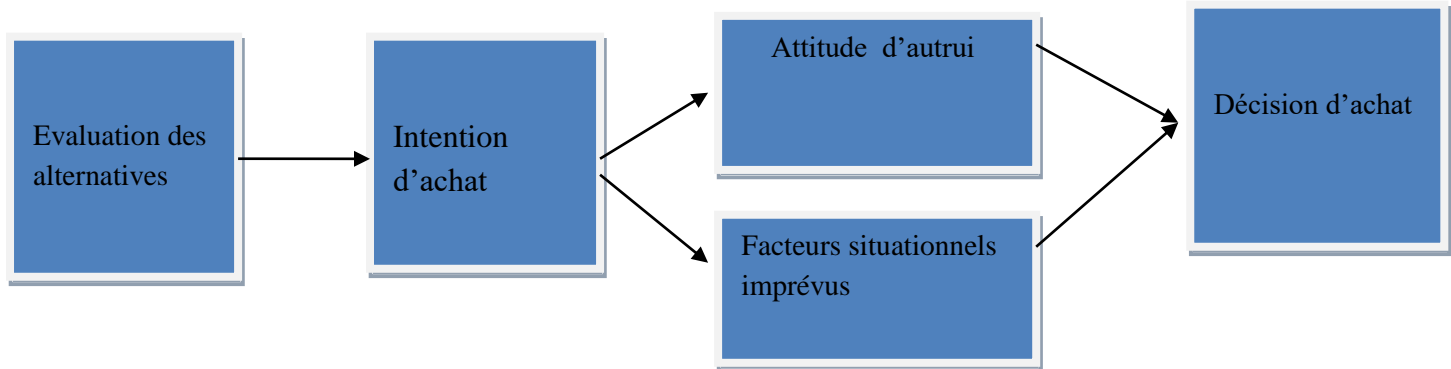 Evaluation des
alternatives
Intention
d'achat
Attitude d'autrui
Facteurs situationnels
imprévus
Décision d'achat